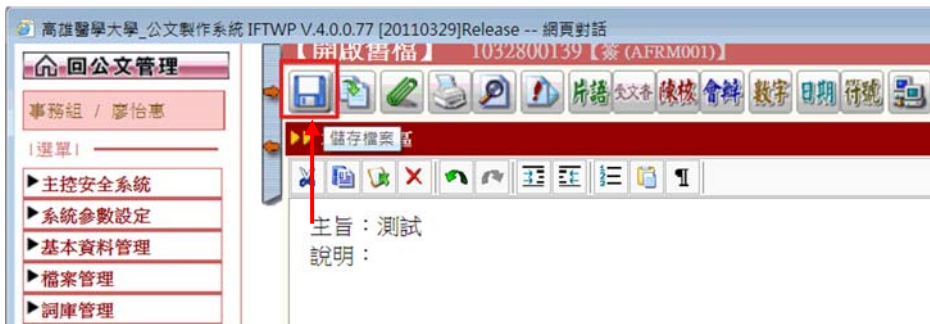 高雄醫學大學_公文製作系統 IFTWP V.4.0.0.77 [20110329]Release -- 網頁對話
回公文管理
事務組 / 廖怡惠
|選單|
主控安全系統
系統參數設定
基本資料管理
檔案管理
詞庫管理
【開啟舊檔】 1032800139【簽 (AFRM001)】
片語 受文者 陳核 會辦 數字 日期 符號
儲存檔案 區
主旨：測試
說明：